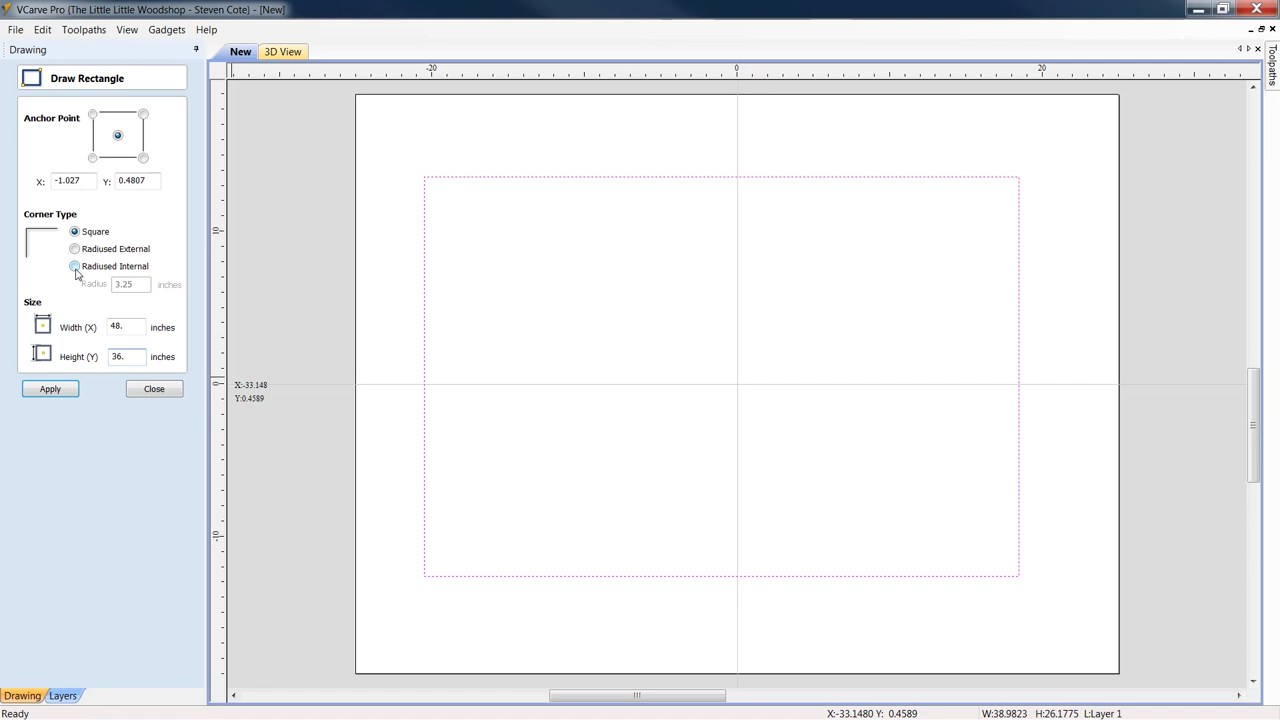 VCarve Pro {The Little Little Woodshop - Steven Cote} - [New]
File Edit Toolpaths View Gadgets Help
Drawing
New 3D View
Toolpaths
Draw Rectangle
-20 0 20
Anchor Point
X: -1.027 Y: 0.4807
Corner Type
Square
10
Radiused External
Radiused Internal
Radius 3.25 inches
Size
Width (X) 48. inches
Height (Y) 36. inches
0
X:-33.148
Y:0.4589
Apply Close
-10
Drawing Layers
Ready X:-33.1480 Y: 0.4589 W:38.9823 H:26.1775 L:Layer 1